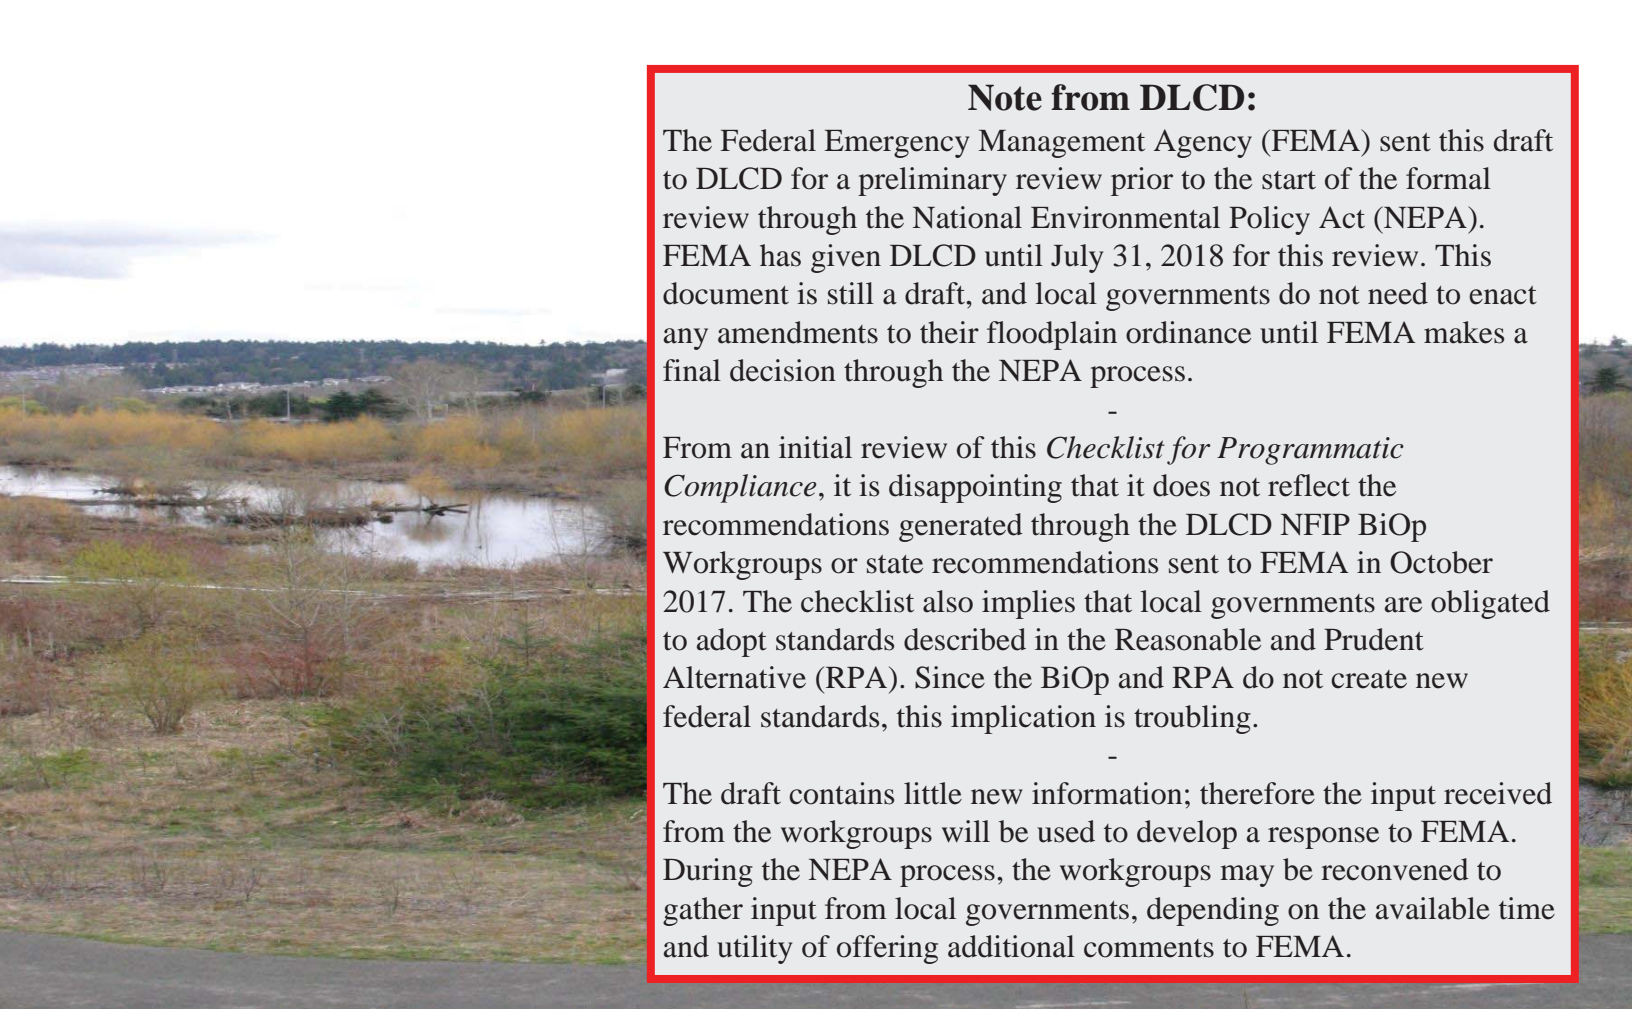 Note from DLCD:
The Federal Emergency Management Agency (FEMA) sent this draft
to DLCD for a preliminary review prior to the start of the formal
review through the National Environmental Policy Act (NEPA).
FEMA has given DLCD until July 31, 2018 for this review. This
document is still a draft, and local governments do not need to enact
any amendments to their floodplain ordinance until FEMA makes a
final decision through the NEPA process.
-
From an initial review of this Checklist for Programmatic
Compliance, it is disappointing that it does not reflect the
recommendations generated through the DLCD NFIP BiOp
Workgroups or state recommendations sent to FEMA in October
2017. The checklist also implies that local governments are obligated
to adopt standards described in the Reasonable and Prudent
Alternative (RPA). Since the BiOp and RPA do not create new
federal standards, this implication is troubling.
-
The draft contains little new information; therefore the input received
from the workgroups will be used to develop a response to FEMA.
During the NEPA process, the workgroups may be reconvened to
gather input from local governments, depending on the available time
and utility of offering additional comments to FEMA.